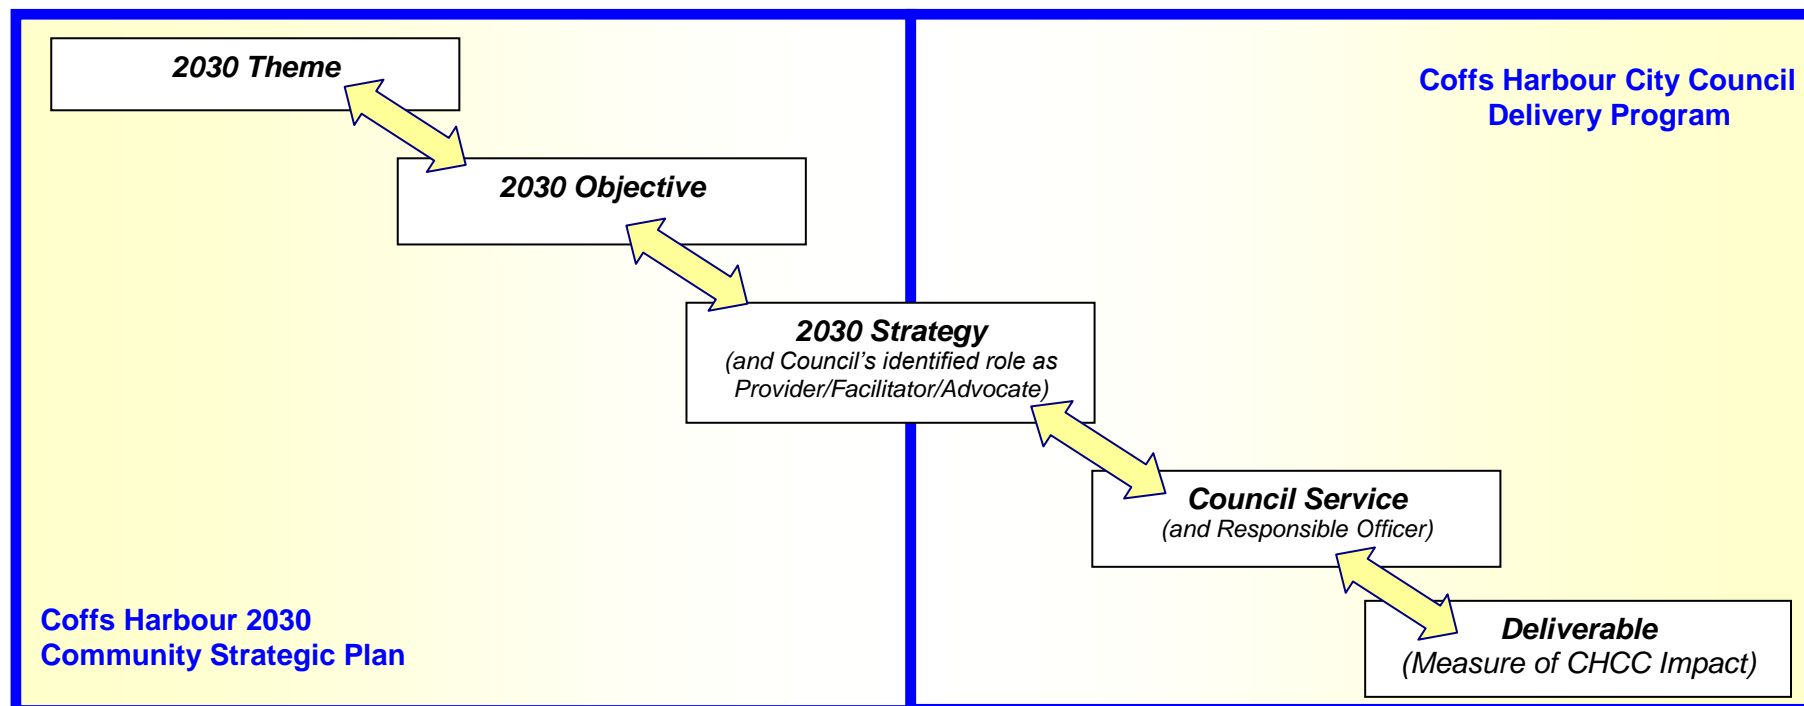 2030 Theme
Coffs Harbour City Council
Delivery Program
2030 Objective
2030 Strategy
(and Council’s identified role as
Provider/Facilitator/Advocate)
Council Service
(and Responsible Officer)
Coffs Harbour 2030
Community Strategic Plan
Deliverable
(Measure of CHCC Impact)